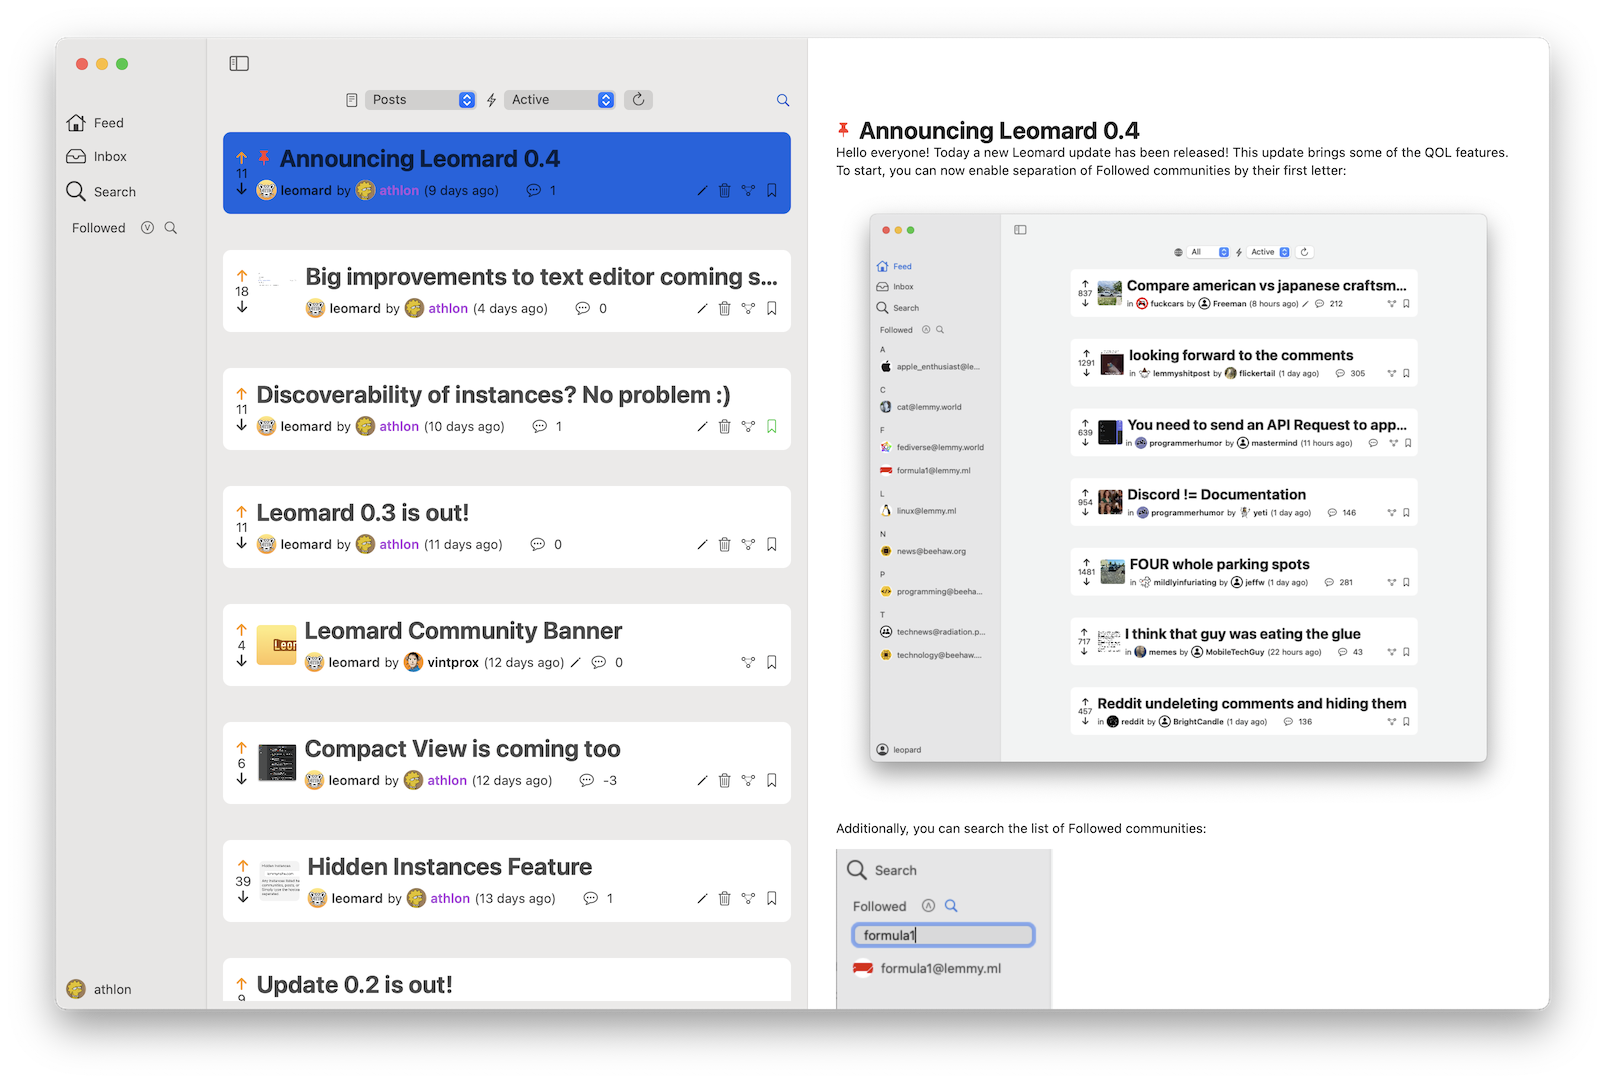 Feed
Inbox
Search
Followed
athlon
Posts
Active
Announcing Leomard 0.4
11
leomard by athlon (9 days ago) 1
Big improvements to text editor coming s...
18
leomard by athlon (4 days ago) 0
Discoverability of instances? No problem :)
11
leomard by athlon (10 days ago) 1
Leomard 0.3 is out!
11
leomard by athlon (11 days ago) 0
Leomard Community Banner
4
leomard by vintprox (12 days ago) 0
Compact View is coming too
6
leomard by athlon (12 days ago) -3
Hidden Instances Feature
39
leomard by athlon (13 days ago) 1
Update 0.2 is out!
9
Announcing Leomard 0.4
Hello everyone! Today a new Leomard update has been released! This update brings some of the QOL features.
To start, you can now enable separation of Followed communities by their first letter:
Feed
Inbox
Search
Followed
A
apple_enthusiast@le...
C
cat@lemmy.world
F
fediverse@lemmy.world
formula1@lemmy.ml
L
linux@lemmy.ml
N
news@beehaw.org
P
programming@beeha...
T
technews@radiation.p...
technology@beehaw....
leopard
All
Active
Compare american vs japanese craftsm...
837
in fuckcars by Freeman (8 hours ago) 212
looking forward to the comments
1291
in lemmyshitpost by flickertail (1 day ago) 305
You need to send an API Request to app...
639
in programmerhumor by mastermind (11 hours ago)
Discord != Documentation
954
in programmerhumor by yeti (1 day ago) 146
FOUR whole parking spots
1481
in mildlyinfuriating by jeffw (1 day ago) 281
I think that guy was eating the glue
717
in memes by MobileTechGuy (22 hours ago) 43
Reddit undeleting comments and hiding them
457
in reddit by BrightCandle (1 day ago) 136
Additionally, you can search the list of Followed communities:
Search
Followed
formula1
formula1@lemmy.ml